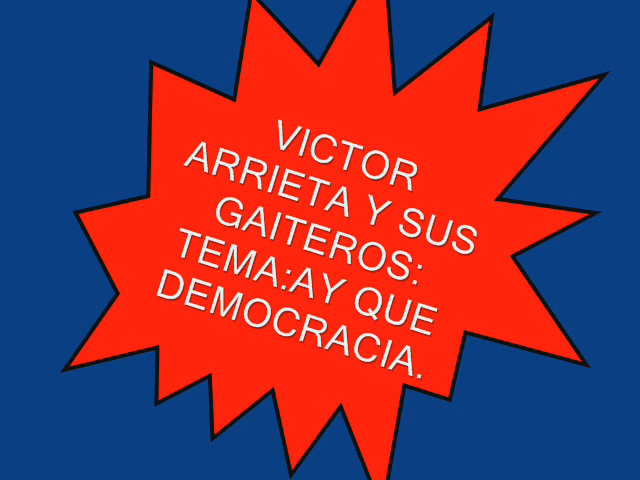 VICTOR
ARRIETA Y SUS
GAITEROS:
TEMA:AY QUE
DEMOCRACIA.